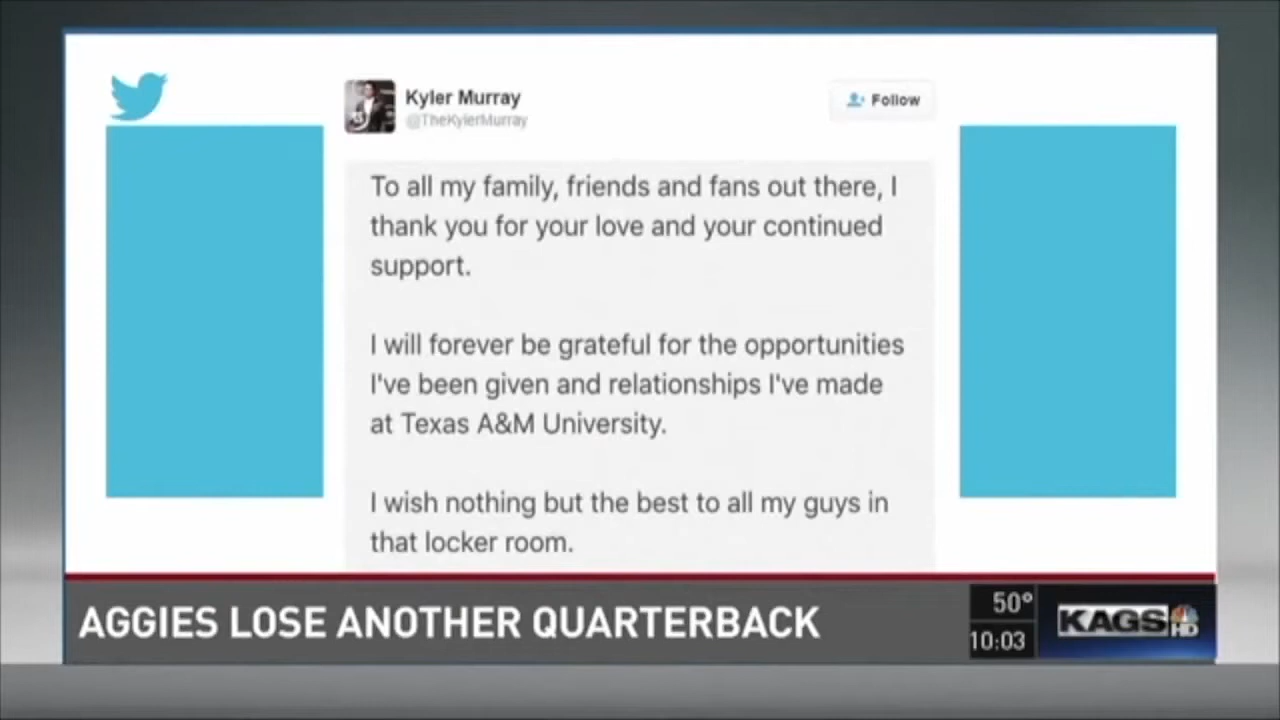 Kyler Murray
@TheKylerMurray
Follow
To all my family, friends and fans out there, I
thank you for your love and your continued
support.
I will forever be grateful for the opportunities
I've been given and relationships I've made
at Texas A&M University.
I wish nothing but the best to all my guys in
that locker room.
AGGIES LOSE ANOTHER QUARTERBACK
50°
10:03
KAGS HD